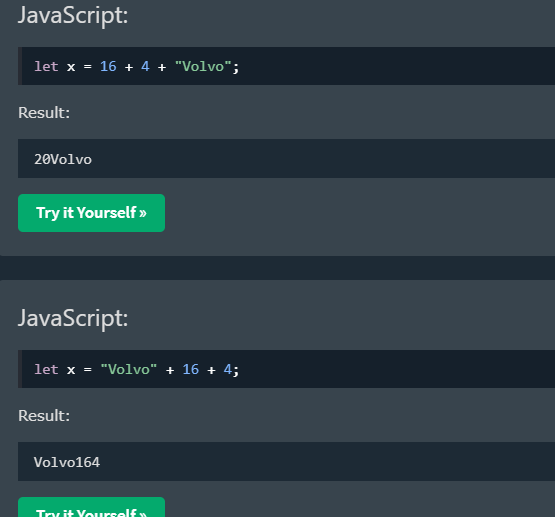 JavaScript:
let x = 16 + 4 + "Volvo";
Result:
20Volvo
Try it Yourself »
JavaScript:
let x = "Volvo" + 16 + 4;
Result:
Volvo164
Try it Yourself »